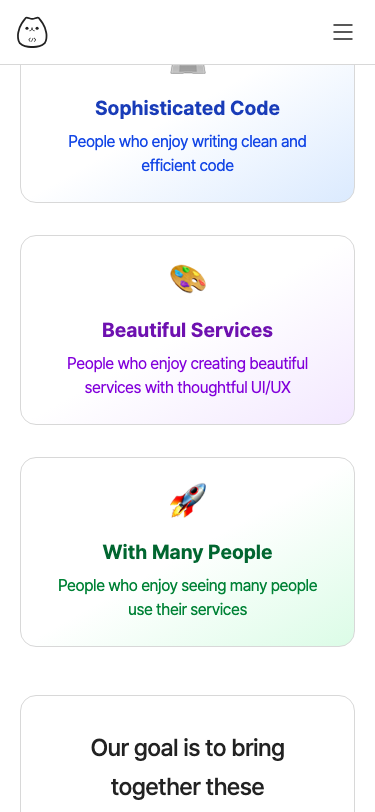 Sophisticated Code
People who enjoy writing clean and
efficient code
Beautiful Services
People who enjoy creating beautiful
services with thoughtful UI/UX
With Many People
People who enjoy seeing many people
use their services
Our goal is to bring
together these